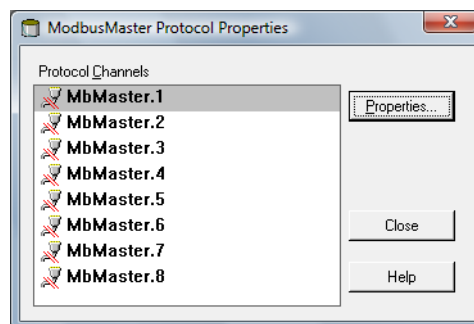 ModbusMaster Protocol Properties
Protocol Channels
MbMaster.1
MbMaster.2
MbMaster.3
MbMaster.4
MbMaster.5
MbMaster.6
MbMaster.7
MbMaster.8
Properties...
Close
Help